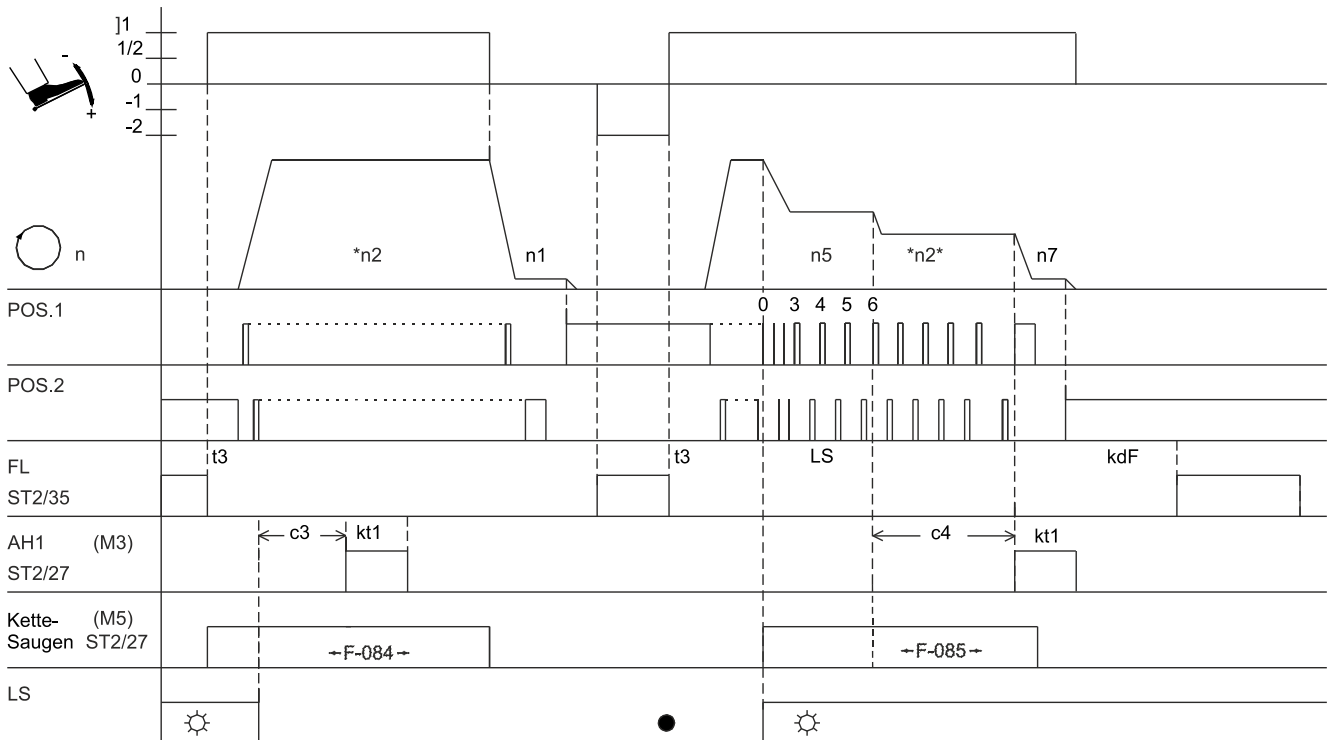 ]1
1/2
0
-1
-2
-
+
n
*n2
n1
n5
*n2*
n7
POS.1
0 3 4 5 6
POS.2
FL
ST2/35
t3
t3
LS
kdF
AH1 (M3)
ST2/27
c3
kt1
c4
kt1
Kette- (M5)
Saugen ST2/27
F-084
F-085
LS